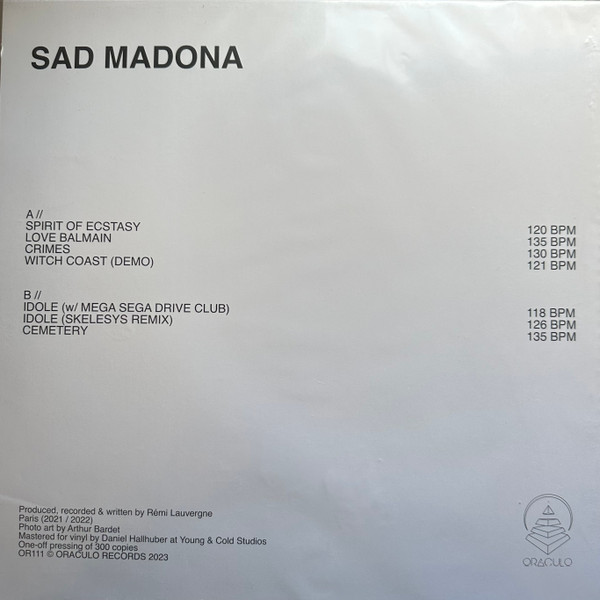 SAD MADONA
A //
SPIRIT OF ECSTASY 120 BPM
LOVE BALMAIN 135 BPM
CRIMES 130 BPM
WITCH COAST (DEMO) 121 BPM
B //
IDOLE (w/ MEGA SEGA DRIVE CLUB) 118 BPM
IDOLE (SKELESYS REMIX) 126 BPM
CEMETERY 135 BPM
Produced, recorded & written by Rémi Lauvergne
Paris (2021 / 2022)
Photo art by Arthur Bardet
Mastered for vinyl by Daniel Hallhuber at Young & Cold Studios
One-off pressing of 300 copies
OR111 © ORACULO RECORDS 2023
ORACULO